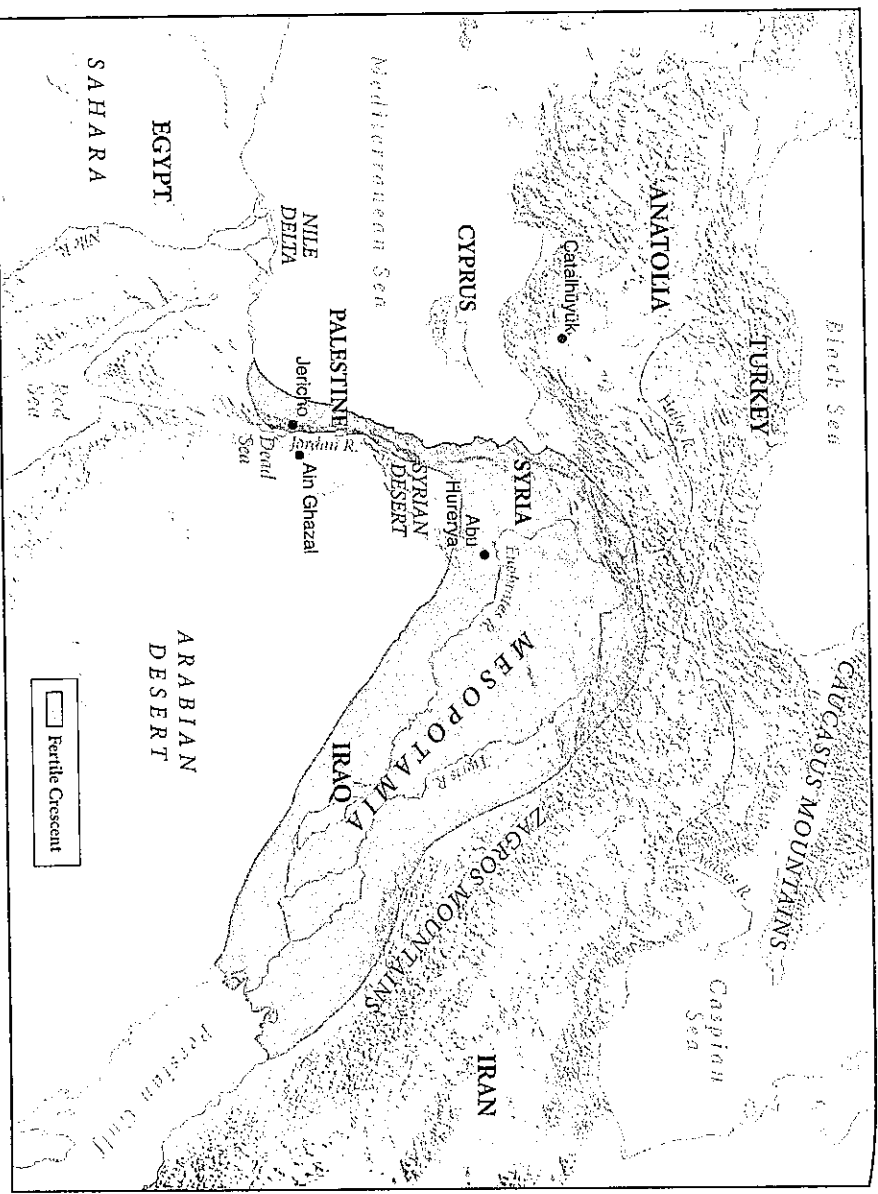 Black Sea
CAUCASUS MOUNTAINS
Caspian
Sea
TURKEY
ANATOLIA
Halys R.
Catalhüyük
CYPRUS
Mediterranean Sea
SYRIA
Abu
Hurerya
Euphrates R.
MESOPOTAMIA
Tigris R.
ZAGROS MOUNTAINS
IRAN
IRAQ
SYRIAN
DESERT
PALESTINE
Jericho
Jordan R.
Ain Ghazal
Dead
Sea
NILE
DELTA
EGYPT
SAHARA
Nile R.
Red
Sea
ARABIAN
DESERT
Persian Gulf
Fertile Crescent